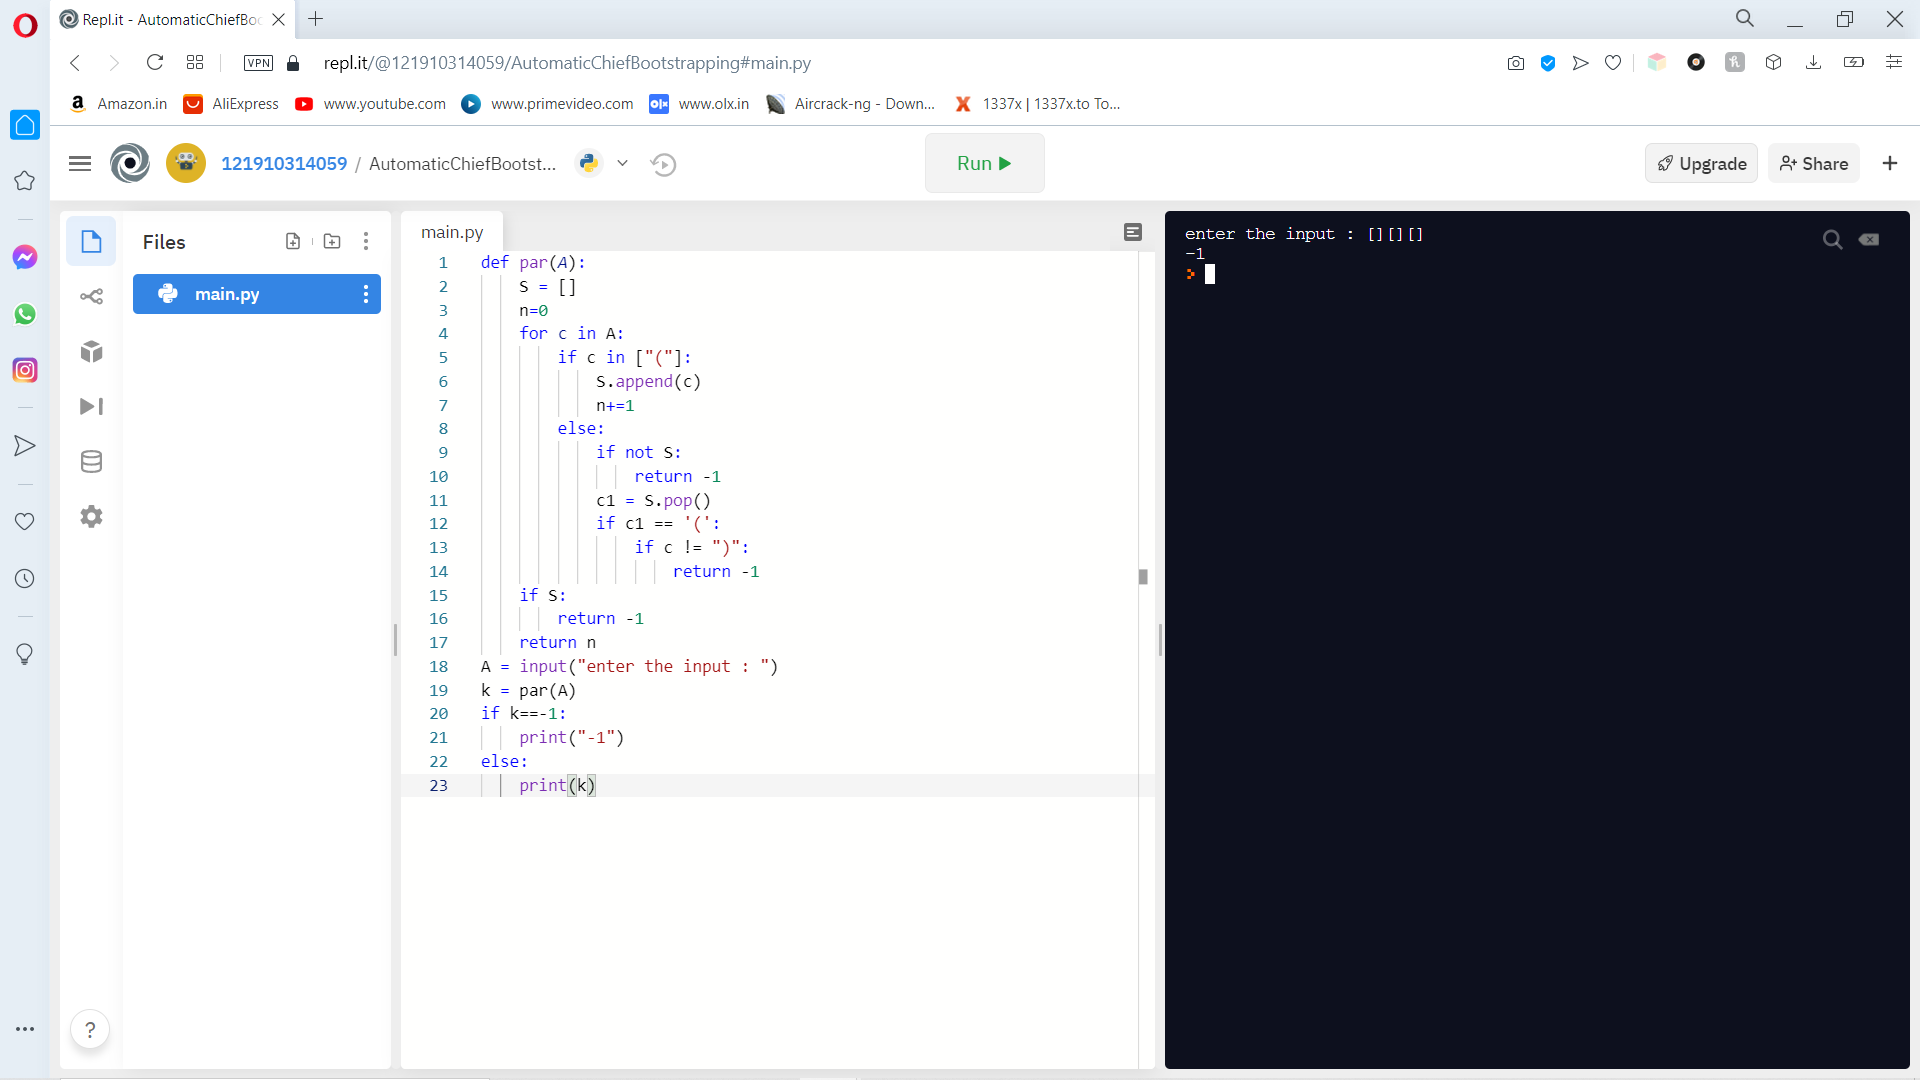 Repl.it - AutomaticChiefBoo
VPN
repl.it/@121910314059/AutomaticChiefBootstrapping#main.py
Amazon.in
AliExpress
www.youtube.com
www.primevideo.com
www.olx.in
Aircrack-ng - Down...
1337x | 1337x.to To...
121910314059 / AutomaticChiefBootst...
Run
Upgrade
Share
Files
main.py
main.py
1 def par(A):
2 S = []
3 n=0
4 for c in A:
5 if c in ["("]:
6 S.append(c)
7 n+=1
8 else:
9 if not S:
10 return -1
11 c1 = S.pop()
12 if c1 == '(':
13 if c != ")":
14 return -1
15 if S:
16 return -1
17 return n
18 A = input("enter the input : ")
19 k = par(A)
20 if k==-1:
21 print("-1")
22 else:
23 print(k)
enter the input : [][][]
-1
?